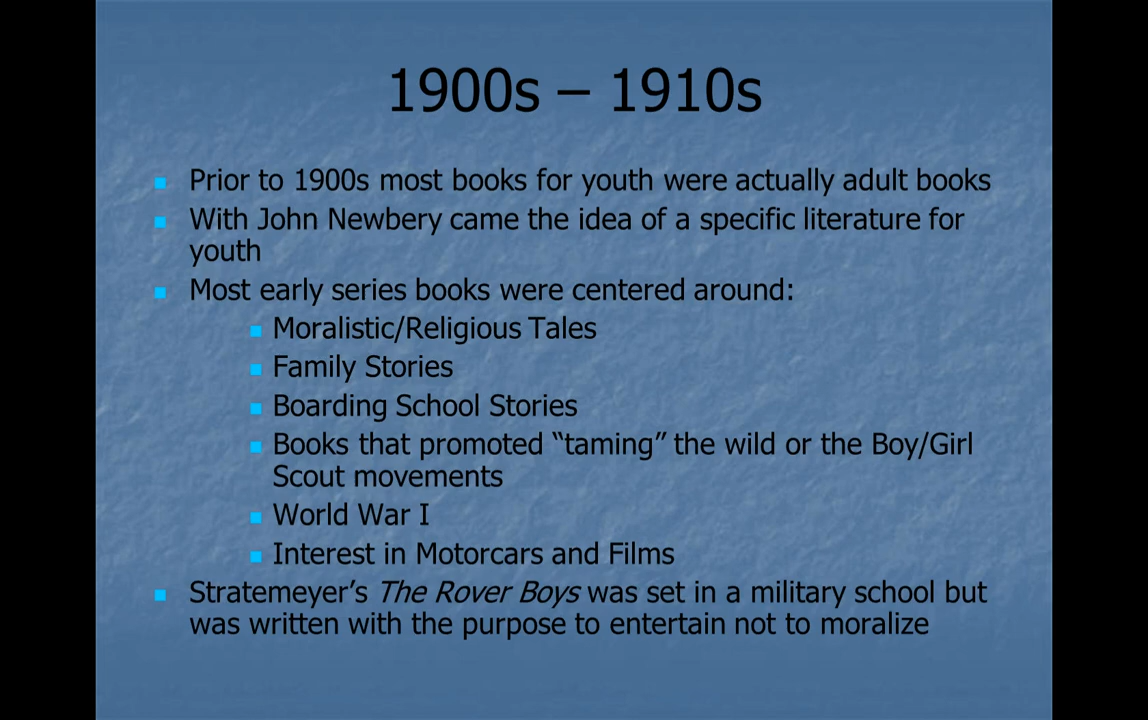 1900s – 1910s
Prior to 1900s most books for youth were actually adult books
With John Newbery came the idea of a specific literature for
youth
Most early series books were centered around:
Moralistic/Religious Tales
Family Stories
Boarding School Stories
Books that promoted “taming” the wild or the Boy/Girl
Scout movements
World War I
Interest in Motorcars and Films
Stratemeyer’s The Rover Boys was set in a military school but
was written with the purpose to entertain not to moralize